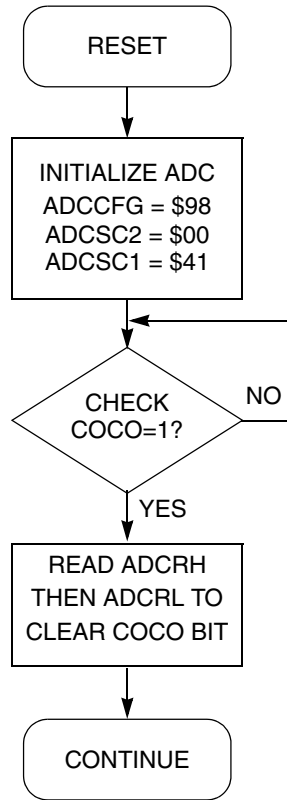 RESET
INITIALIZE ADC
ADCCFG = $98
ADCSC2 = $00
ADCSC1 = $41
CHECK
COCO=1?
NO
YES
READ ADCRH
THEN ADCRL TO
CLEAR COCO BIT
CONTINUE